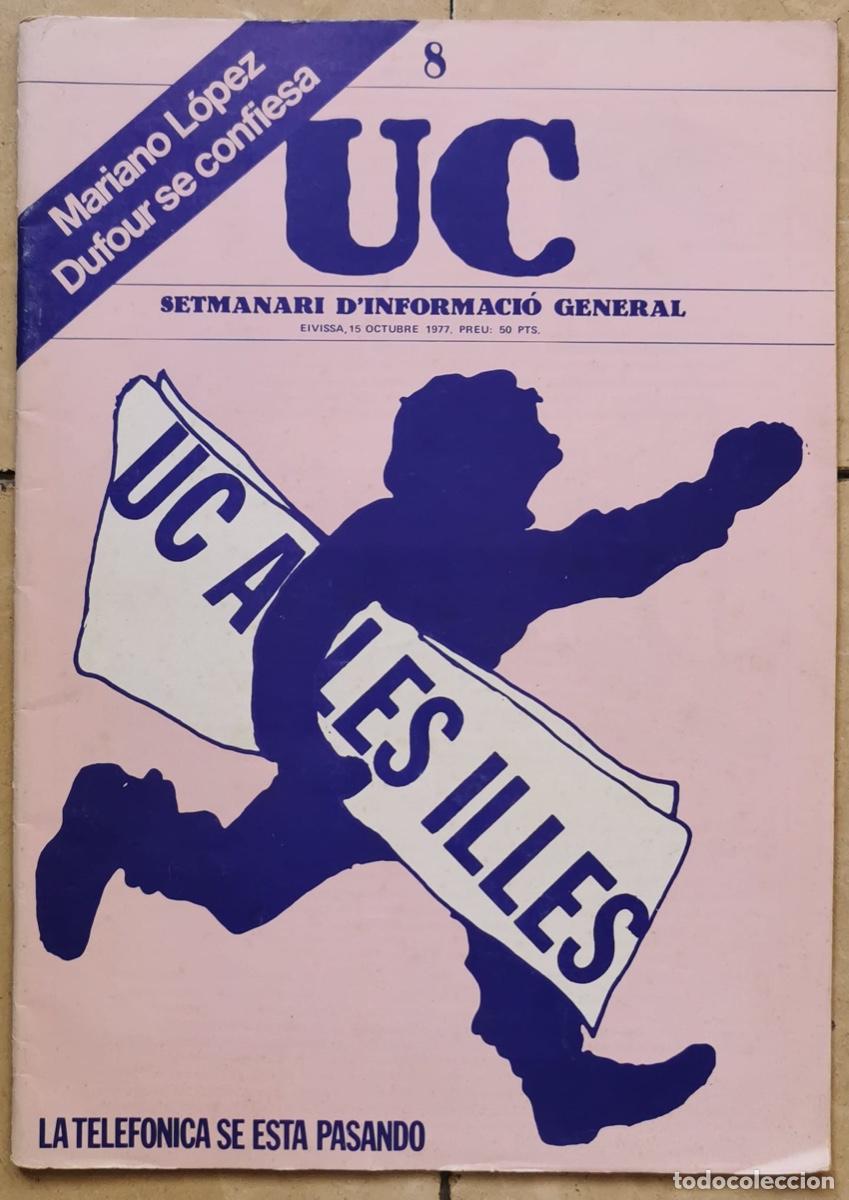 8
Mariano López
Dufour se confiesa
UC
SETMANARI D'INFORMACIÓ GENERAL
EIVISSA, 15 OCTUBRE 1977. PREU: 50 PTS.
UC A LES ILLES
LA TELEFONICA SE ESTA PASANDO
todocoleccion